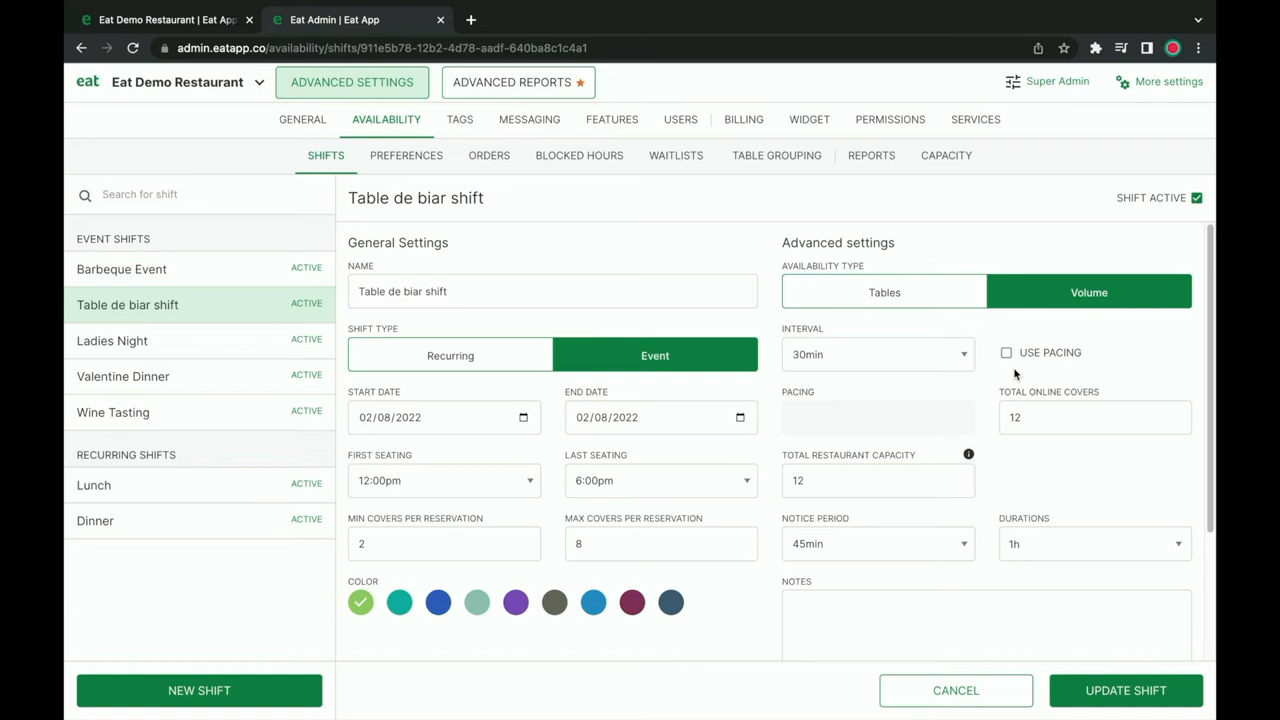 Eat Demo Restaurant | Eat App
Eat Admin | Eat App
admin.eatapp.co/availability/shifts/911e5b78-12b2-4d78-aadf-640ba8c1c4a1
eat Eat Demo Restaurant ADVANCED SETTINGS ADVANCED REPORTS Super Admin More settings
GENERAL AVAILABILITY TAGS MESSAGING FEATURES USERS BILLING WIDGET PERMISSIONS SERVICES
SHIFTS PREFERENCES ORDERS BLOCKED HOURS WAITLISTS TABLE GROUPING REPORTS CAPACITY
Search for shift
EVENT SHIFTS
Barbeque Event ACTIVE
Table de biar shift ACTIVE
Ladies Night ACTIVE
Valentine Dinner ACTIVE
Wine Tasting ACTIVE
RECURRING SHIFTS
Lunch ACTIVE
Dinner ACTIVE
NEW SHIFT
Table de biar shift SHIFT ACTIVE
General Settings
NAME
Table de biar shift
SHIFT TYPE
Recurring Event
START DATE END DATE
02/08/2022 02/08/2022
FIRST SEATING LAST SEATING
12:00pm 6:00pm
MIN COVERS PER RESERVATION MAX COVERS PER RESERVATION
2 8
COLOR
Advanced settings
AVAILABILITY TYPE
Tables Volume
INTERVAL
30min USE PACING
PACING TOTAL ONLINE COVERS
12
TOTAL RESTAURANT CAPACITY
12
NOTICE PERIOD DURATIONS
45min 1h
NOTES
CANCEL UPDATE SHIFT